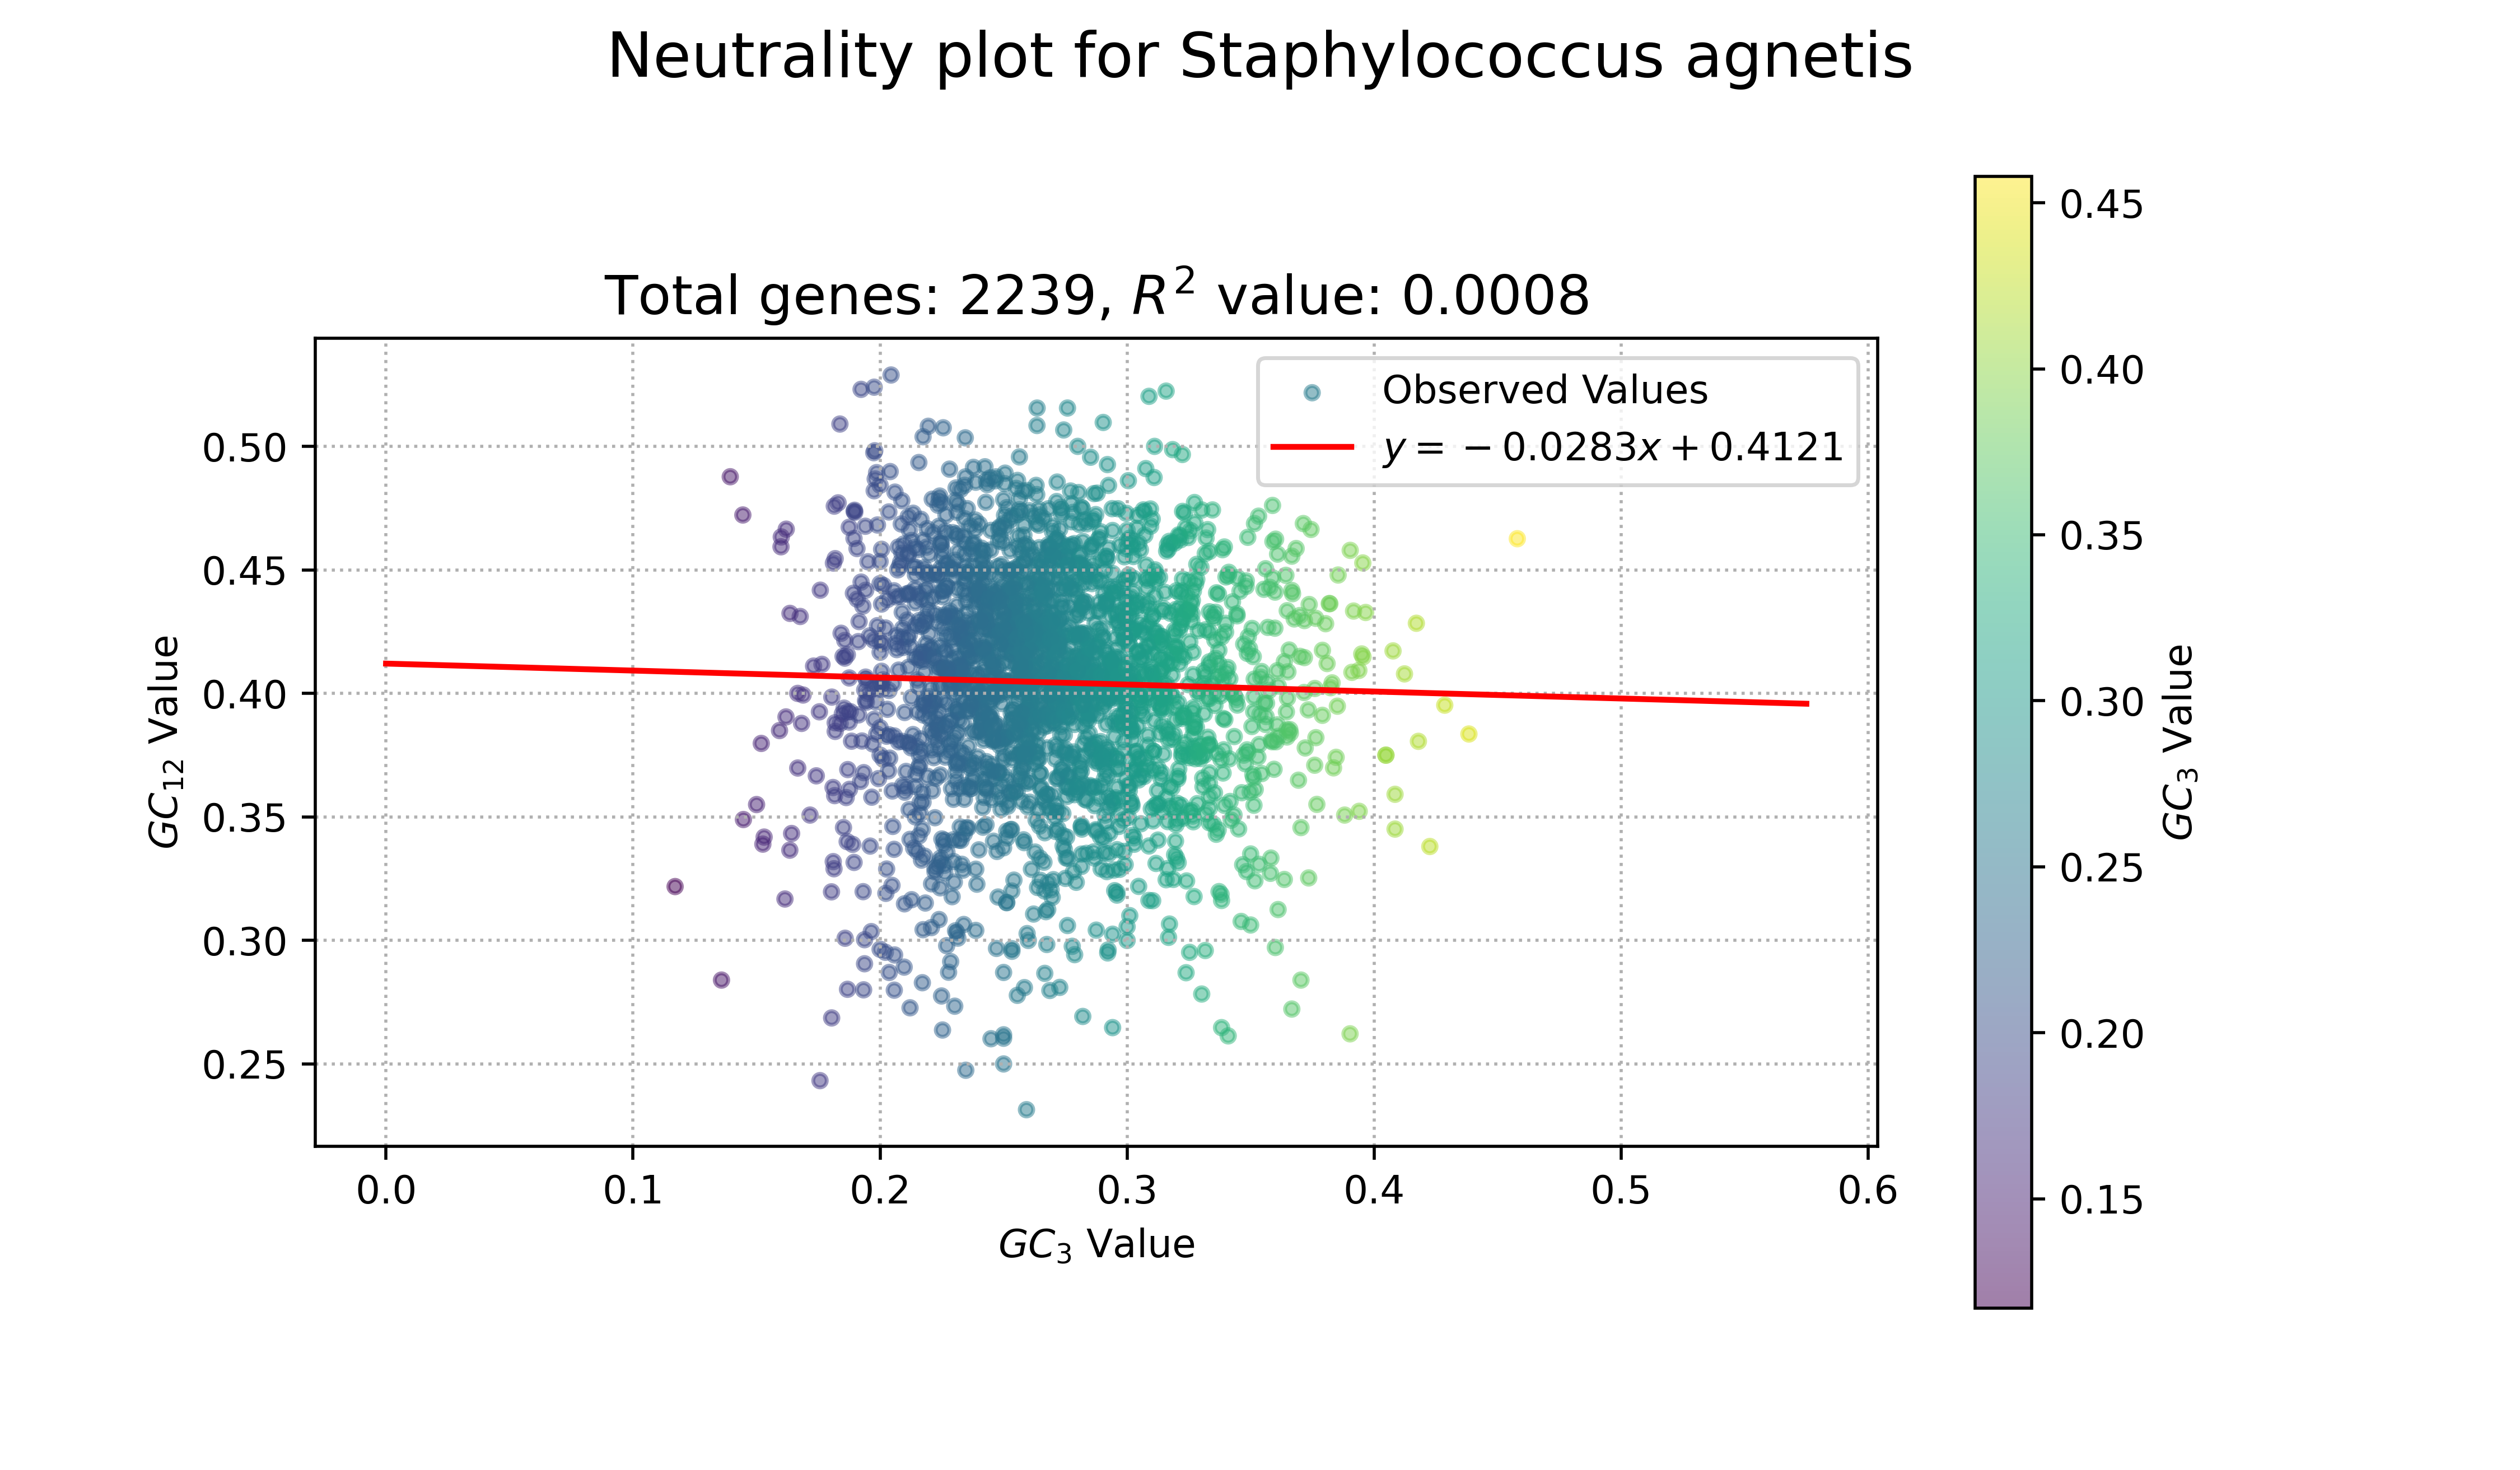 Neutrality plot for Staphylococcus agnetis
Total genes: 2239, R² value: 0.0008
Observed Values
y = −0.0283x + 0.4121
GC₁₂ Value
0.50
0.45
0.40
0.35
0.30
0.25
0.0 0.1 0.2 0.3 0.4 0.5 0.6
GC₃ Value
0.45
0.40
0.35
0.30
0.25
0.20
0.15
GC₃ Value